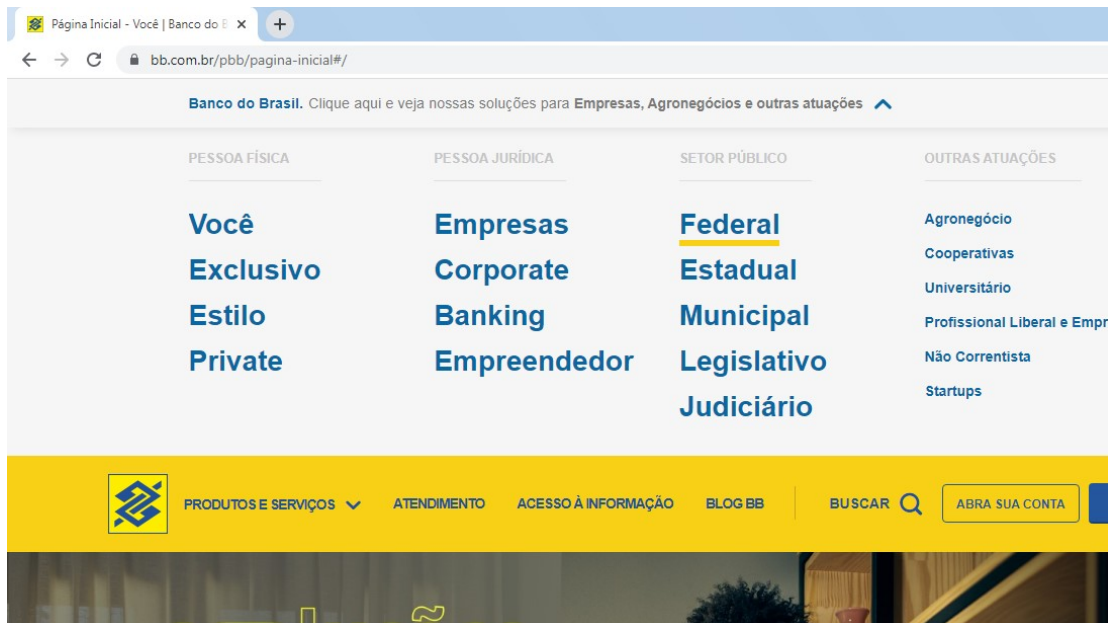 Página Inicial - Você | Banco do B
bb.com.br/pbb/pagina-inicial#/
Banco do Brasil. Clique aqui e veja nossas soluções para Empresas, Agronegócios e outras atuações
PESSOA FÍSICA
Você
Exclusivo
Estilo
Private
PESSOA JURÍDICA
Empresas
Corporate
Banking
Empreendedor
SETOR PÚBLICO
Federal
Estadual
Municipal
Legislativo
Judiciário
OUTRAS ATUAÇÕES
Agronegócio
Cooperativas
Universitário
Profissional Liberal e Empr
Não Correntista
Startups
PRODUTOS E SERVIÇOS ATENDIMENTO ACESSO À INFORMAÇÃO BLOG BB BUSCAR ABRA SUA CONTA